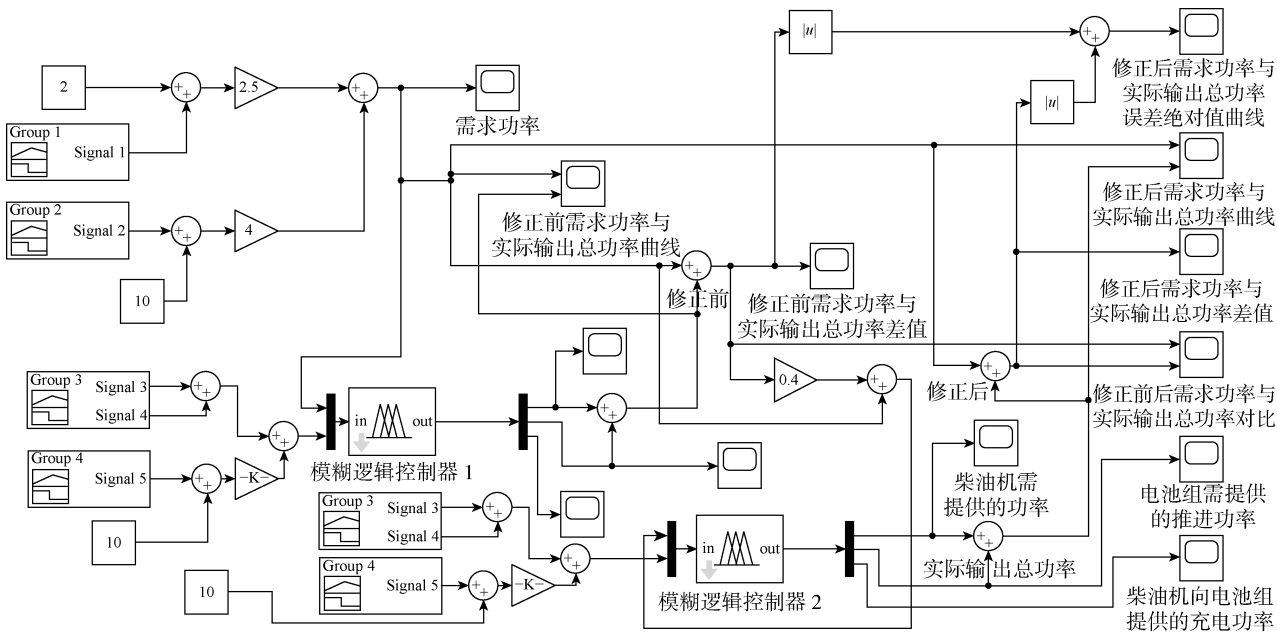 |u|
++
修正后需求功率与
实际输出总功率
误差绝对值曲线
2
++
2.5
++
需求功率
|u|
Group 1
Signal 1
修正前需求功率与
实际输出总功率曲线
修正后需求功率与
实际输出总功率曲线
Group 2
Signal 2
++
4
10
++
修正前
修正前需求功率与
实际输出总功率差值
修正后需求功率与
实际输出总功率差值
Group 3
Signal 3
Signal 4
++
0.4
++
++
修正后
修正前后需求功率与
实际输出总功率对比
in
out
模糊逻辑控制器 1
++
++
Group 4
Signal 5
++
-K-
10
柴油机需
提供的功率
电池组需提供
的推进功率
Group 3
Signal 3
Signal 4
++
++
in
out
模糊逻辑控制器 2
++
实际输出总功率
Group 4
Signal 5
++
-K-
10
柴油机向电池组
提供的充电功率